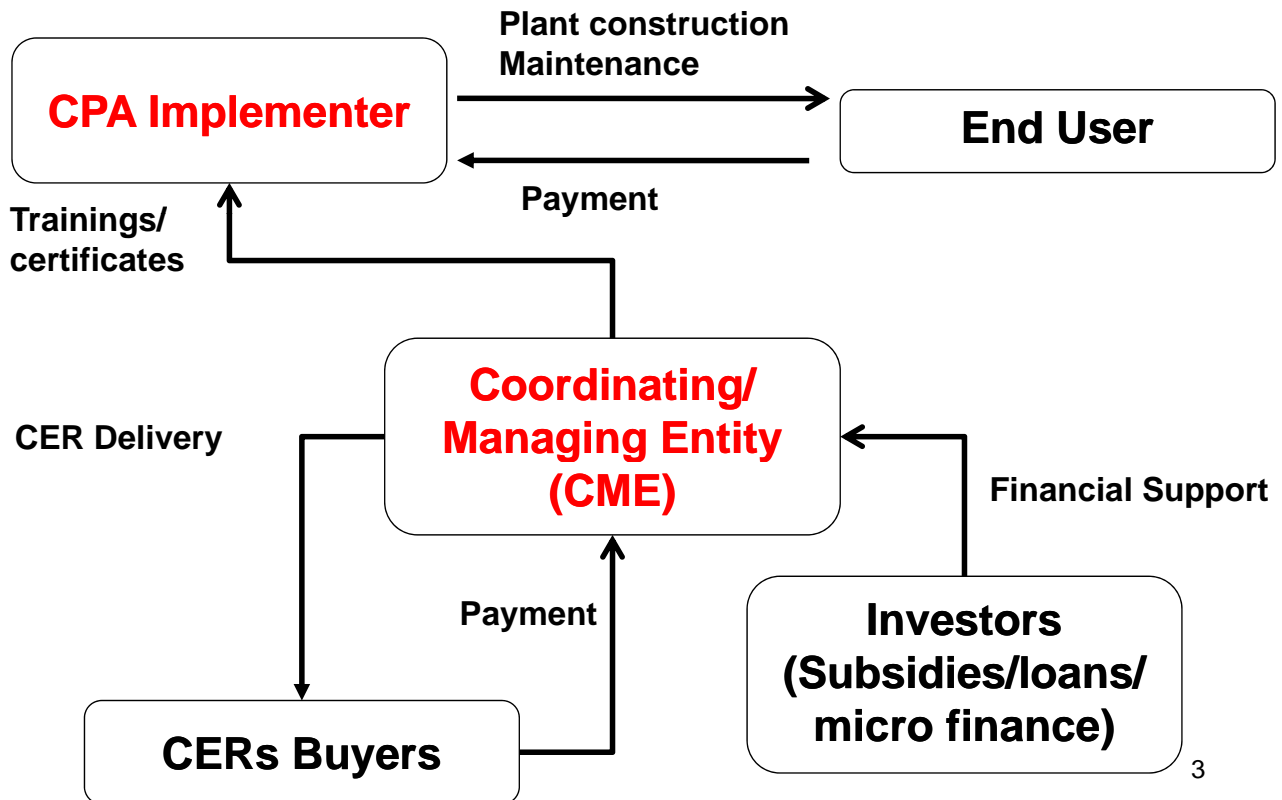 Plant construction
Maintenance
CPA Implementer
End User
Payment
Trainings/
certificates
Coordinating/
Managing Entity
(CME)
CER Delivery
Financial Support
Payment
Investors
(Subsidies/loans/
micro finance)
CERs Buyers
3